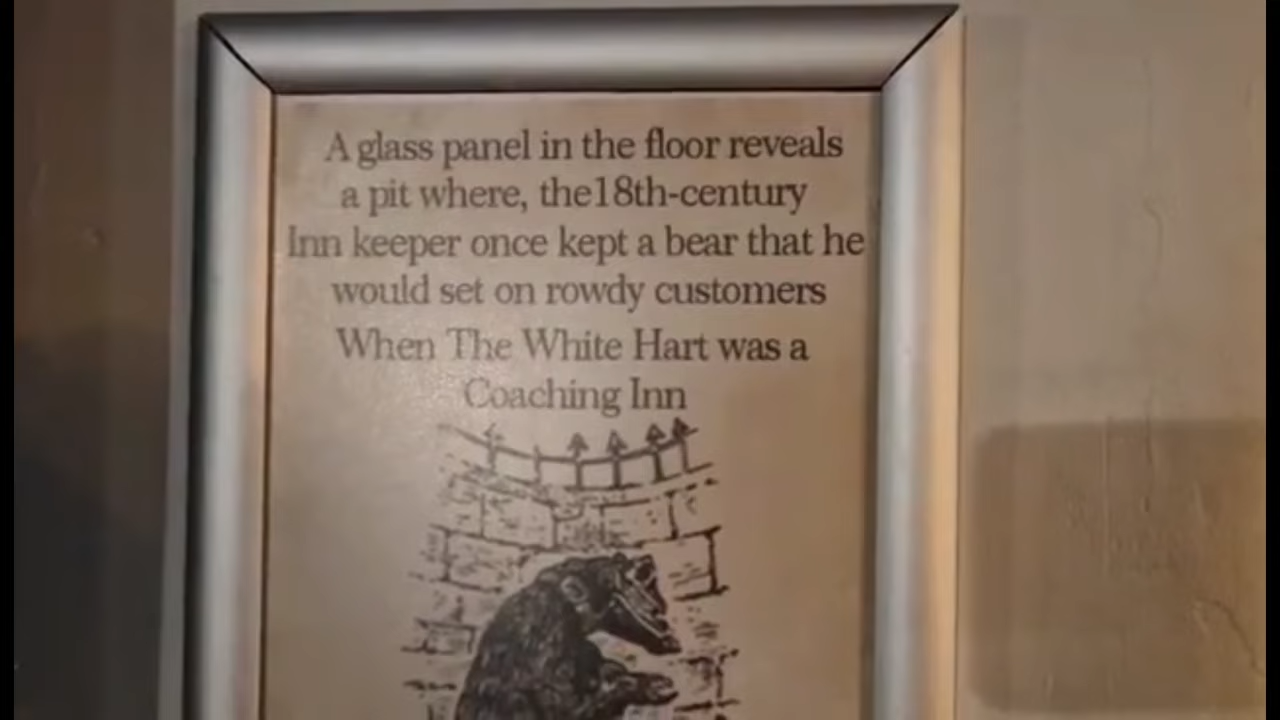 A glass panel in the floor reveals
a pit where, the18th-century
Inn keeper once kept a bear that he
would set on rowdy customers
When The White Hart was a
Coaching Inn